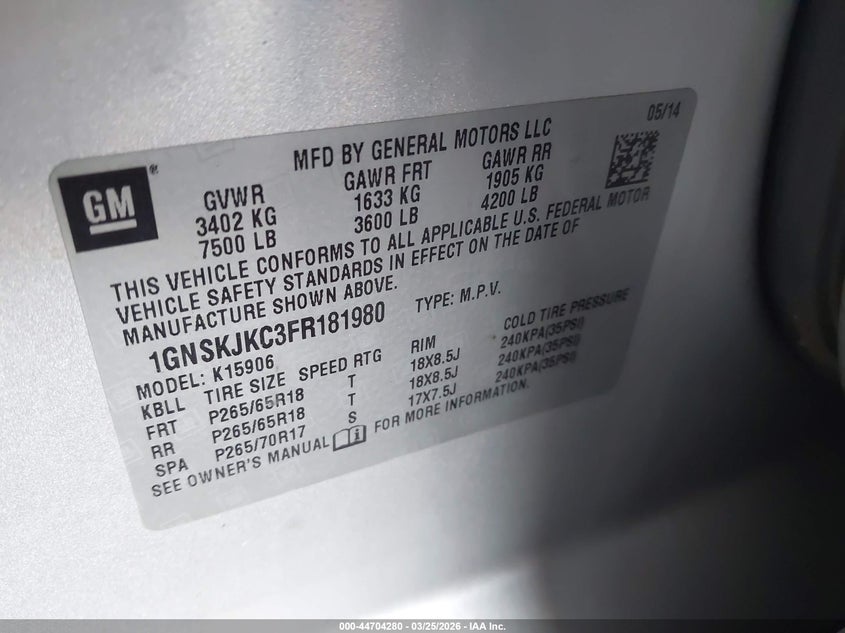 05/14
MFD BY GENERAL MOTORS LLC
GM®
GVWR GAWR FRT GAWR RR
3402 KG 1633 KG 1905 KG
7500 LB 3600 LB 4200 LB
THIS VEHICLE CONFORMS TO ALL APPLICABLE U.S. FEDERAL MOTOR
VEHICLE SAFETY STANDARDS IN EFFECT ON THE DATE OF
MANUFACTURE SHOWN ABOVE.
1GNSKJKC3FR181980 TYPE: M.P.V.
MODEL: K15906
KBLL TIRE SIZE SPEED RTG RIM COLD TIRE PRESSURE
FRT P265/65R18 T 18X8.5J 240KPA(35PSI)
RR P265/65R18 T 18X8.5J 240KPA(35PSI)
SPA P265/70R17 S 17X7.5J 240KPA(35PSI)
SEE OWNER'S MANUAL i FOR MORE INFORMATION.
000-44704280 - 03/25/2026 - IAA Inc.